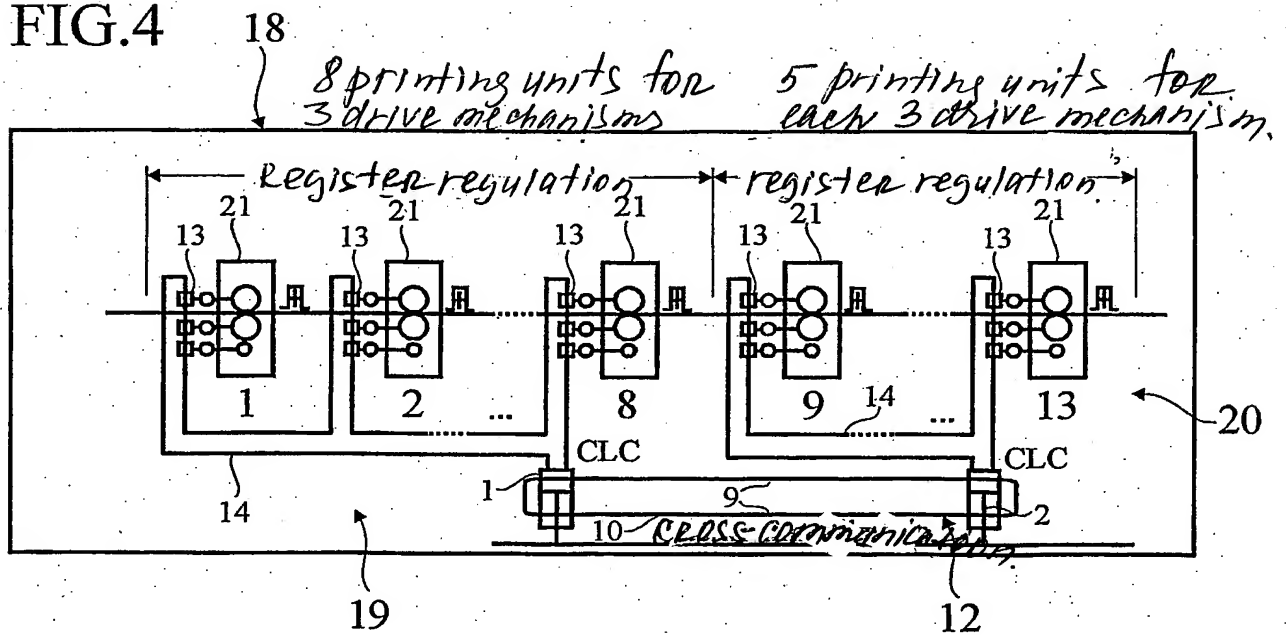 FIG.4
18
8 printing units for
3 drive mechanisms
5 printing units for
each 3 drive mechanism.
Register regulation
register regulation
13 21 13 21 13 21 13 21 13 21
1 2 ... 8 9 14 ... 13
20
CLC CLC
1 9 2
14 10 cross-communication.
19 12